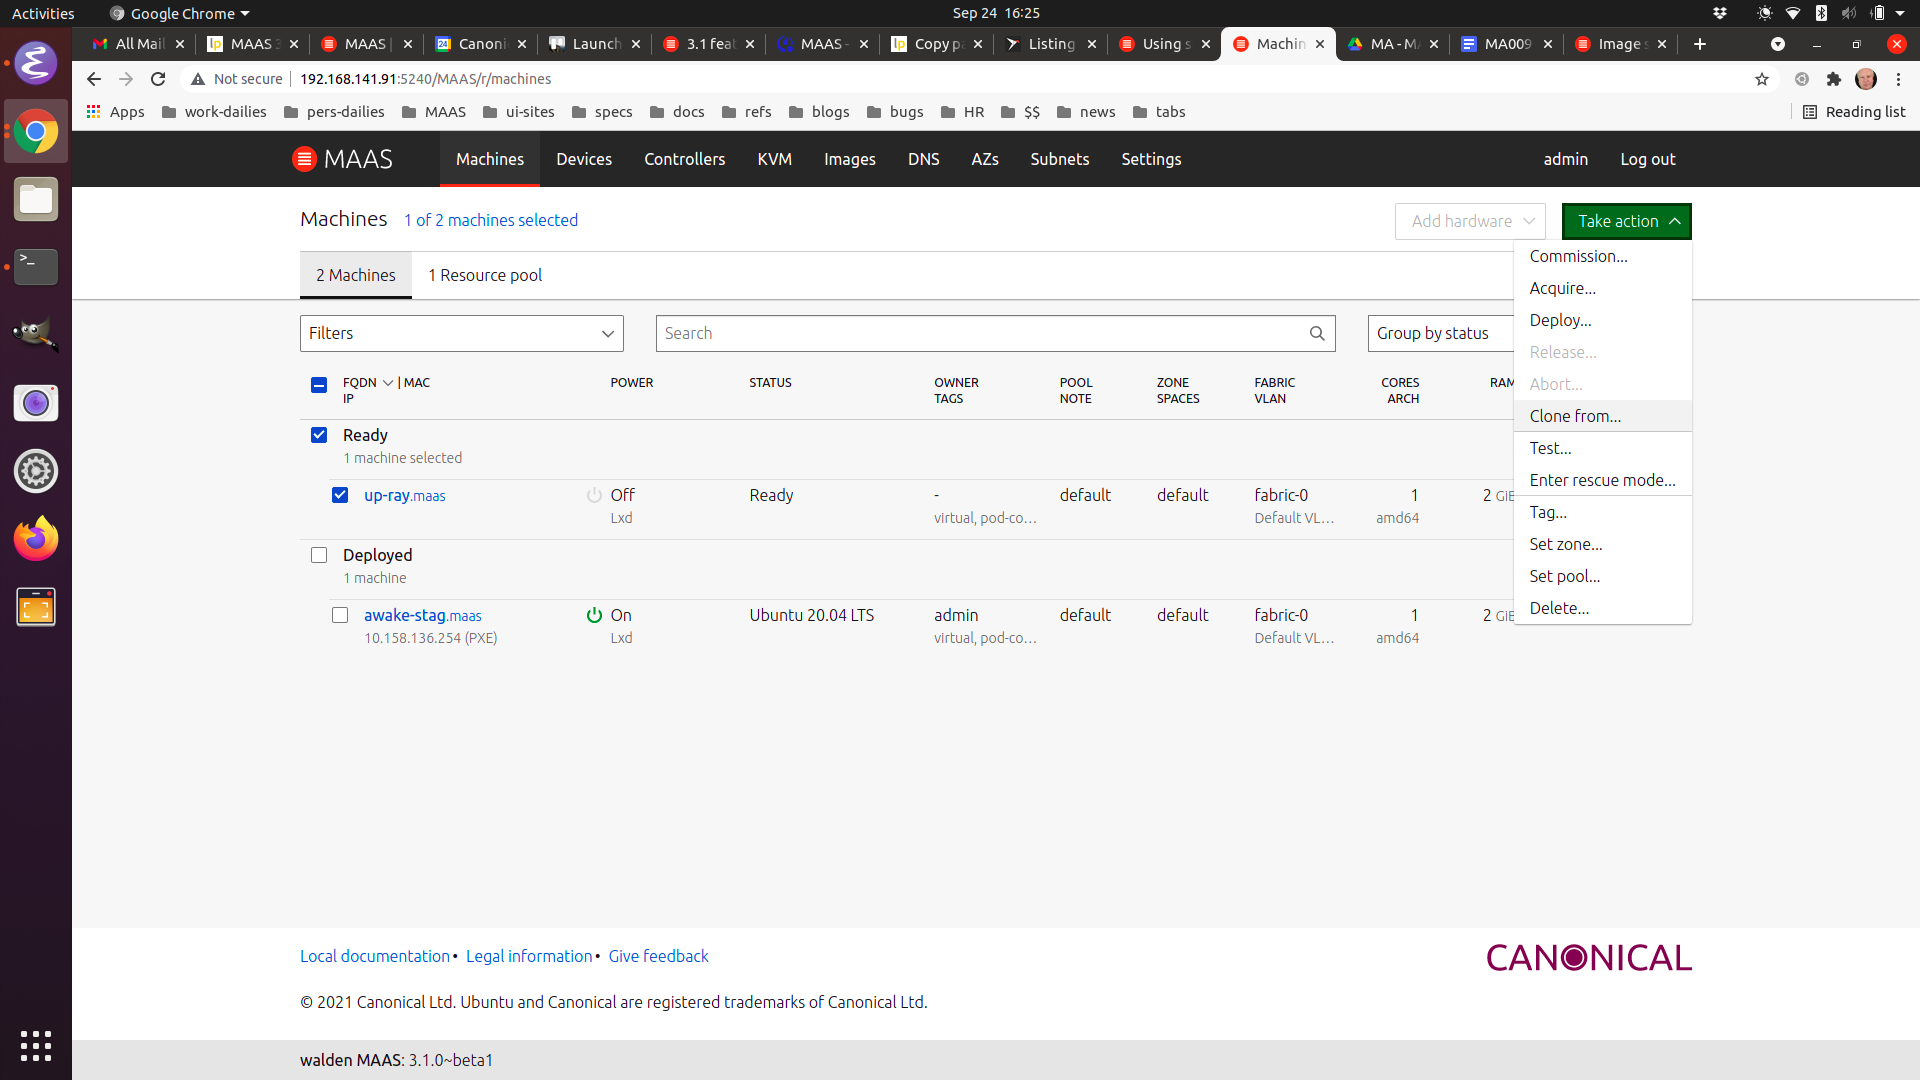 Activities
Google Chrome
Sep 24 16:25
All Mail
MAAS 3
MAAS |
Canoni
Launch
3.1 feat
MAAS -
Copy pa
Listing
Using s
Machin
MA - MA
MA009
Image s
Not secure
192.168.141.91:5240/MAAS/r/machines
Apps
work-dailies
pers-dailies
MAAS
ui-sites
specs
docs
refs
blogs
bugs
HR
$$
news
tabs
Reading list
MAAS
Machines
Devices
Controllers
KVM
Images
DNS
AZs
Subnets
Settings
admin
Log out
Machines
1 of 2 machines selected
Add hardware
Take action
2 Machines
1 Resource pool
Commission...
Acquire...
Deploy...
Release...
Abort...
Clone from...
Test...
Enter rescue mode...
Tag...
Set zone...
Set pool...
Delete...
Filters
Search
Group by status
FQDN | MAC
IP
POWER
STATUS
OWNER
TAGS
POOL
NOTE
ZONE
SPACES
FABRIC
VLAN
CORES
ARCH
RAM
Ready
1 machine selected
up-ray.maas
Off
Lxd
Ready
-
virtual, pod-co...
default
default
fabric-0
Default VL...
1
amd64
2 GiB
Deployed
1 machine
awake-stag.maas
10.158.136.254 (PXE)
On
Lxd
Ubuntu 20.04 LTS
admin
virtual, pod-co...
default
default
fabric-0
Default VL...
1
amd64
2 GiB
Local documentation • Legal information • Give feedback
CANONICAL
© 2021 Canonical Ltd. Ubuntu and Canonical are registered trademarks of Canonical Ltd.
walden MAAS: 3.1.0~beta1